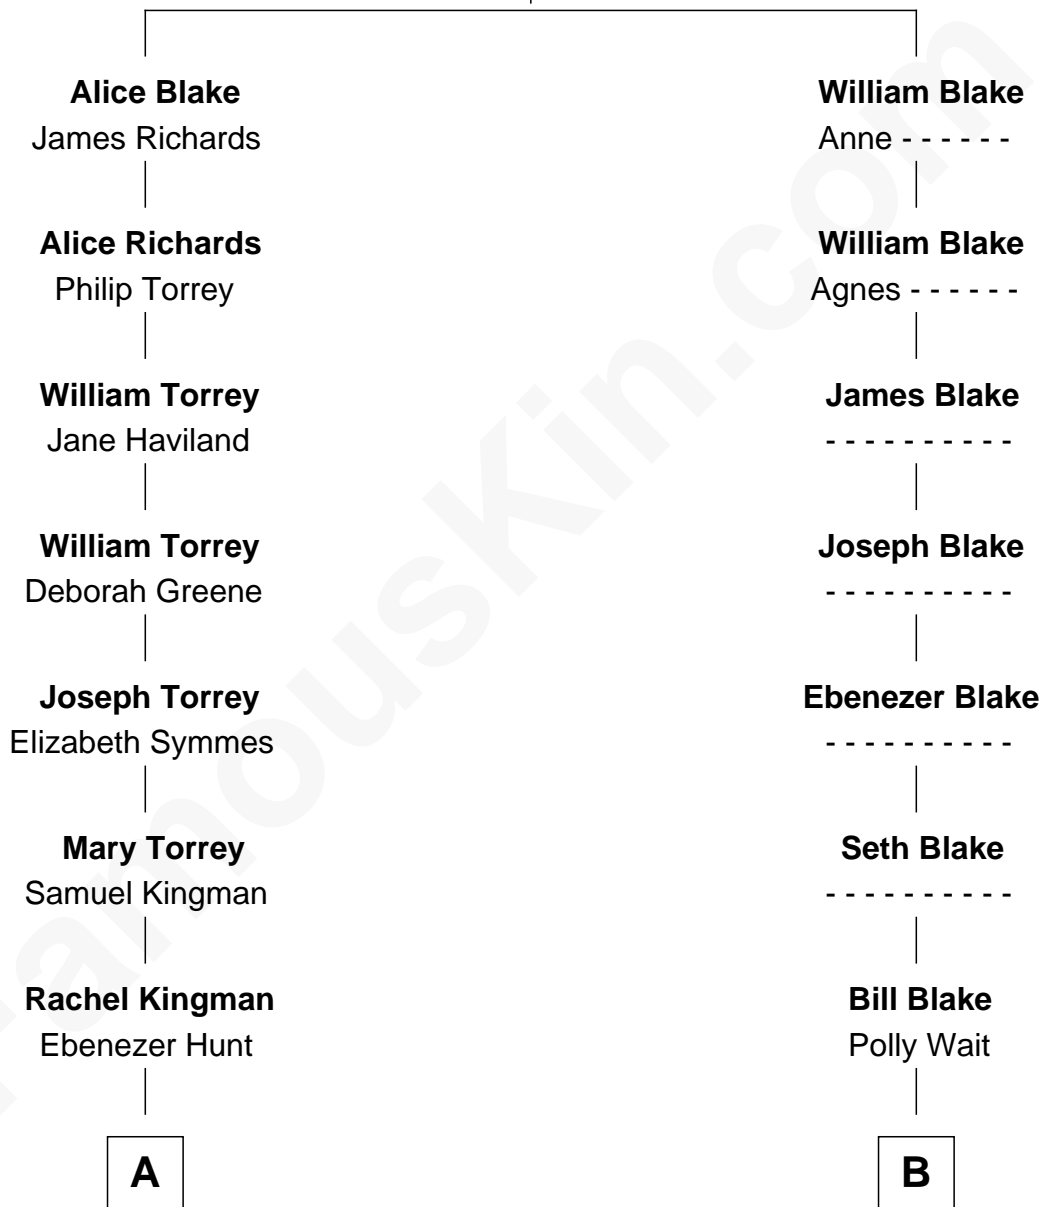 Alice Blake
James Richards
William Blake
Anne - - - - - -
Alice Richards
Philip Torrey
William Blake
Agnes - - - - - -
William Torrey
Jane Haviland
James Blake
- - - - - - - - - -
William Torrey
Deborah Greene
Joseph Blake
- - - - - - - - - -
Joseph Torrey
Elizabeth Symmes
Ebenezer Blake
- - - - - - - - - -
Mary Torrey
Samuel Kingman
Seth Blake
- - - - - - - - - -
Rachel Kingman
Ebenezer Hunt
Bill Blake
Polly Wait
A
B
FamousKin.com